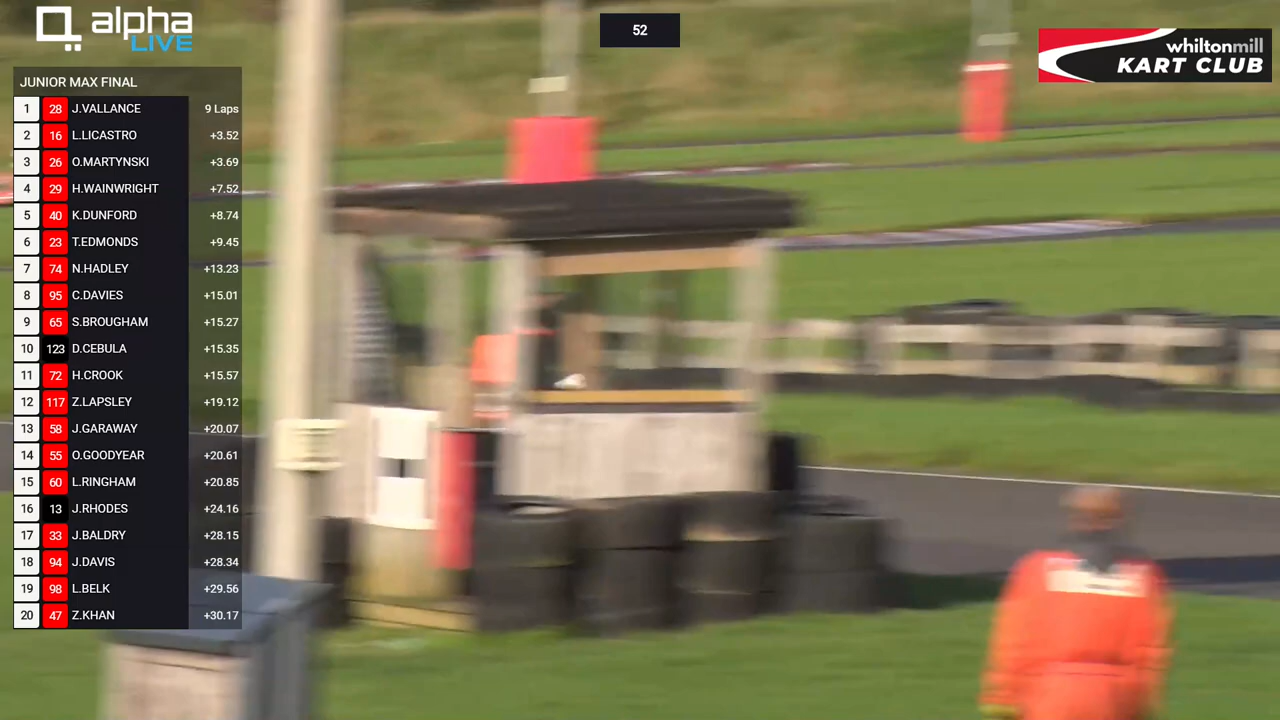 alpha
LIVE
52
whiltonmill
KART CLUB
JUNIOR MAX FINAL
1 28 J.VALLANCE 9 Laps
2 16 L.LICASTRO +3.52
3 26 O.MARTYNSKI +3.69
4 29 H.WAINWRIGHT +7.52
5 40 K.DUNFORD +8.74
6 23 T.EDMONDS +9.45
7 74 N.HADLEY +13.23
8 95 C.DAVIES +15.01
9 65 S.BROUGHAM +15.27
10 123 D.CEBULA +15.35
11 72 H.CROOK +15.57
12 117 Z.LAPSLEY +19.12
13 58 J.GARAWAY +20.07
14 55 O.GOODYEAR +20.61
15 60 L.RINGHAM +20.85
16 13 J.RHODES +24.16
17 33 J.BALDRY +28.15
18 94 J.DAVIS +28.34
19 98 L.BELK +29.56
20 47 Z.KHAN +30.17